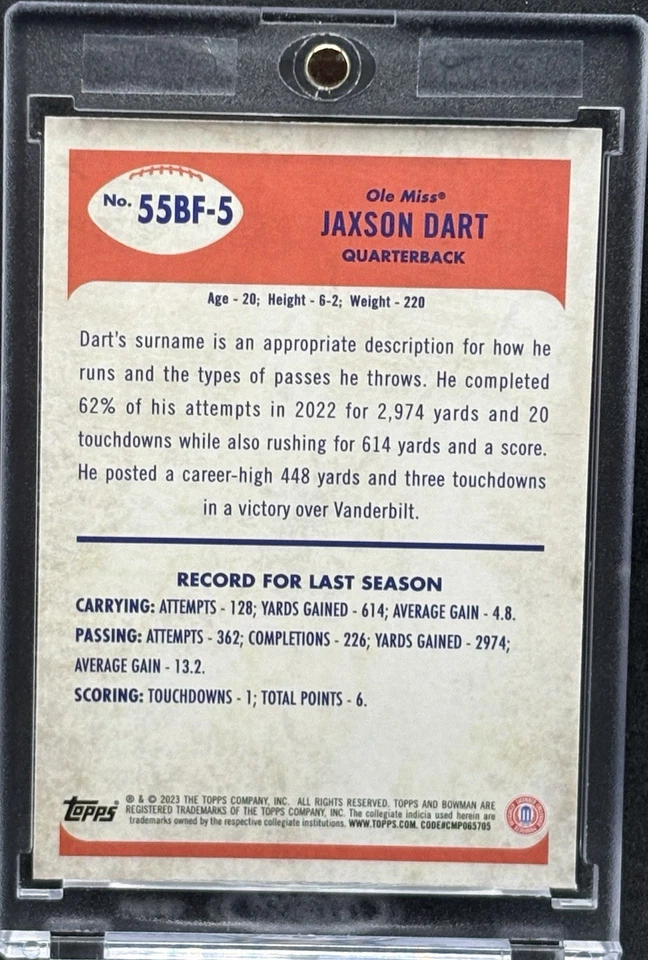 No. 55BF-5
Ole Miss®
JAXSON DART
QUARTERBACK
Age - 20; Height - 6-2; Weight - 220
Dart's surname is an appropriate description for how he
runs and the types of passes he throws. He completed
62% of his attempts in 2022 for 2,974 yards and 20
touchdowns while also rushing for 614 yards and a score.
He posted a career-high 448 yards and three touchdowns
in a victory over Vanderbilt.
RECORD FOR LAST SEASON
CARRYING: ATTEMPTS - 128; YARDS GAINED - 614; AVERAGE GAIN - 4.8.
PASSING: ATTEMPTS - 362; COMPLETIONS - 226; YARDS GAINED - 2974;
AVERAGE GAIN - 13.2.
SCORING: TOUCHDOWNS - 1; TOTAL POINTS - 6.
Topps®
® & © 2023 THE TOPPS COMPANY, INC. ALL RIGHTS RESERVED. TOPPS AND BOWMAN ARE
REGISTERED TRADEMARKS OF THE TOPPS COMPANY, INC. The collegiate indicia used herein are
trademarks owned by the respective collegiate institutions. WWW.TOPPS.COM. CODE#CMP065705